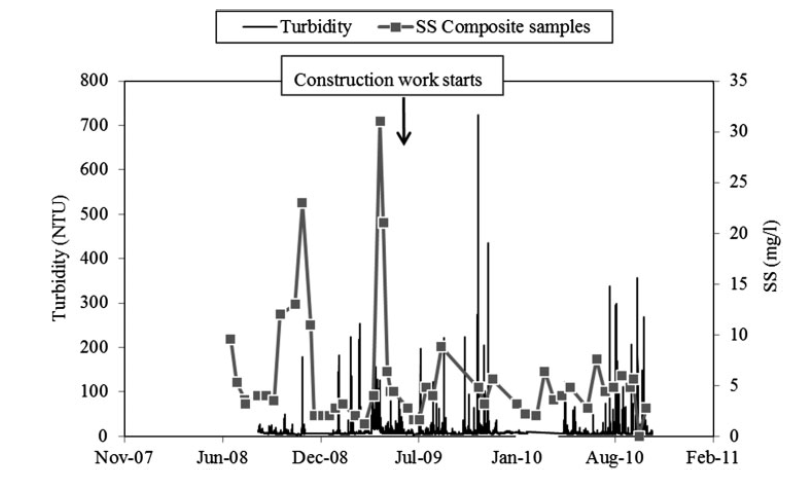 Turbidity SS Composite samples
Construction work starts
800 35
700 30
600 25
500 20
400 15
300 10
200 5
100 0
0
Turbidity (NTU)
SS (mg/l)
Nov-07 Jun-08 Dec-08 Jul-09 Jan-10 Aug-10 Feb-11